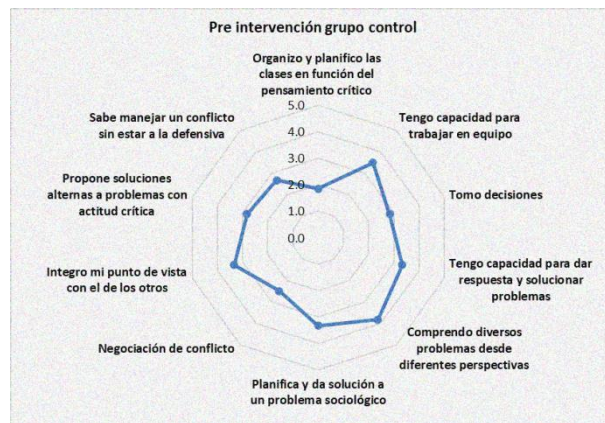 Pre intervención grupo control
Organizo y planifico las
clases en función del
pensamiento crítico
Tengo capacidad para
trabajar en equipo
Tomo decisiones
Tengo capacidad para dar
respuesta y solucionar
problemas
Comprendo diversos
problemas desde
diferentes perspectivas
Planifica y da solución a
un problema sociológico
Negociación de conflicto
Integro mi punto de vista
con el de los otros
Propone soluciones
alternas a problemas con
actitud crítica
Sabe manejar un conflicto
sin estar a la defensiva
5.0
4.0
3.0
2.0
1.0
0.0